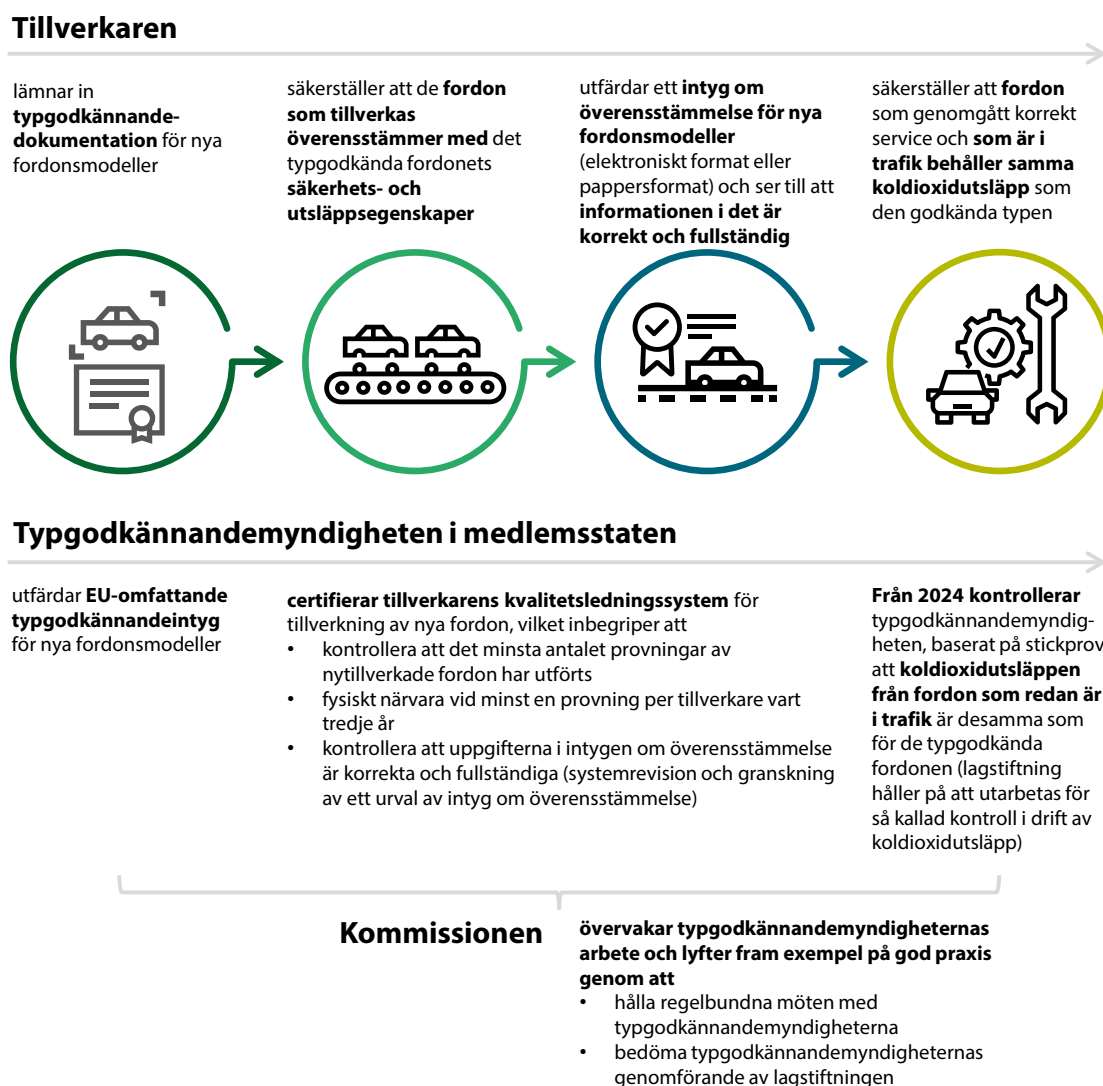 Tillverkaren
lämnar in
typgodkännande-
dokumentation för nya
fordonsmodeller
säkerställer att de fordon
som tillverkas
överensstämmer med det
typgodkända fordonets
säkerhets- och
utsläppsegenskaper
utfärdar ett intyg om
överensstämmelse för nya
fordonsmodeller
(elektroniskt format eller
pappersformat) och ser till att
informationen i det är
korrekt och fullständig
säkerställer att fordon
som genomgått korrekt
service och som är i
trafik behåller samma
koldioxidutsläpp som
den godkända typen
Typgodkännandemyndigheten i medlemsstaten
utfärdar EU-omfattande
typgodkännandeintyg
för nya fordonsmodeller
certifierar tillverkarens kvalitetsledningssystem för
tillverkning av nya fordon, vilket inbegriper att
• kontrollera att det minsta antalet provningar av
nytillverkade fordon har utförts
• fysiskt närvara vid minst en provning per tillverkare vart
tredje år
• kontrollera att uppgifterna i intygen om överensstämmelse
är korrekta och fullständiga (systemrevision och granskning
av ett urval av intyg om överensstämmelse)
Från 2024 kontrollerar
typgodkännandemyndig-
heten, baserat på stickprov
att koldioxidutsläppen
från fordon som redan är
i trafik är desamma som
för de typgodkända
fordonen (lagstiftning
håller på att utarbetas för
så kallad kontroll i drift av
koldioxidutsläpp)
Kommissionen
övervakar typgodkännandemyndigheternas
arbete och lyfter fram exempel på god praxis
genom att
• hålla regelbundna möten med
typgodkännandemyndigheterna
• bedöma typgodkännandemyndigheternas
genomförande av lagstiftningen